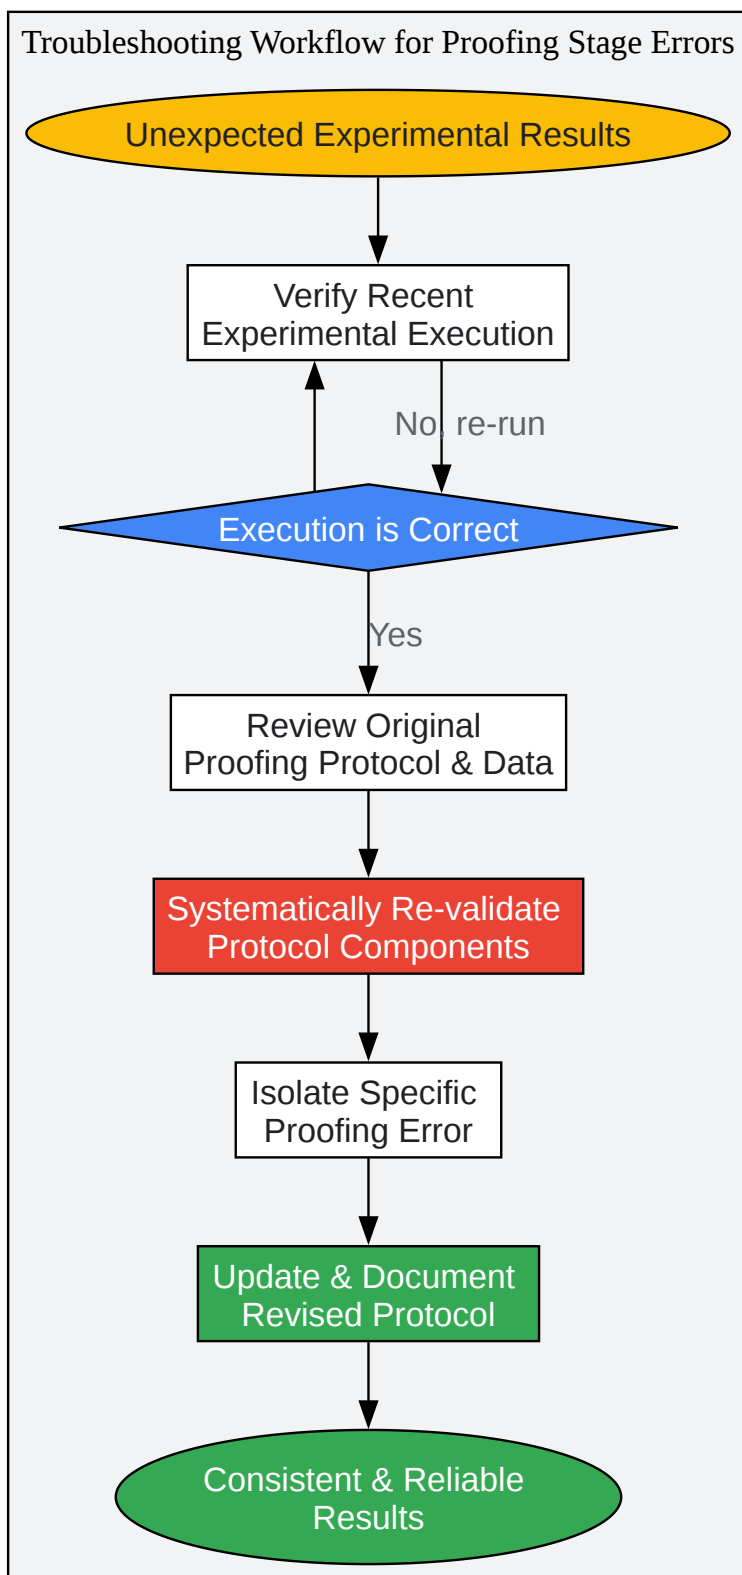 Troubleshooting Workflow for Proofing Stage Errors
Unexpected Experimental Results
Verify Recent
Experimental Execution
No, re-run
Execution is Correct
Yes
Review Original
Proofing Protocol & Data
Systematically Re-validate
Protocol Components
Isolate Specific
Proofing Error
Update & Document
Revised Protocol
Consistent & Reliable
Results